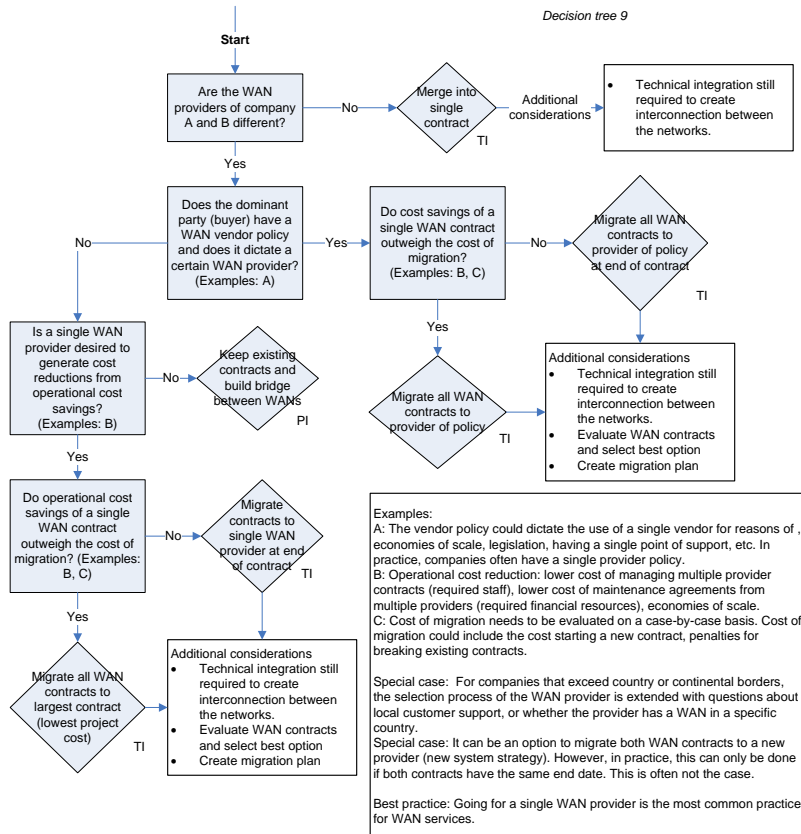 Decision tree 9
Start
Are the WAN
providers of company
A and B different?
No
Merge into
single
contract
TI
Additional
considerations
• Technical integration still
required to create
interconnection between
the networks.
Yes
Does the dominant
party (buyer) have a
WAN vendor policy
and does it dictate a
certain WAN provider?
(Examples: A)
No
Yes
Do cost savings of a
single WAN contract
outweigh the cost of
migration?
(Examples: B, C)
No
Migrate all WAN
contracts to
provider of policy
at end of contract
TI
Yes
Migrate all WAN
contracts to
provider of policy
TI
Additional considerations
• Technical integration still
required to create
interconnection between
the networks.
• Evaluate WAN contracts
and select best option
• Create migration plan
Is a single WAN
provider desired to
generate cost
reductions from
operational cost
savings?
(Examples: B)
No
Keep existing
contracts and
build bridge
between WANs
PI
Yes
Do operational cost
savings of a single
WAN contract
outweigh the cost of
migration? (Examples:
B, C)
No
Migrate
contracts to
single WAN
provider at end
of contract
TI
Yes
Migrate all WAN
contracts to
largest contract
(lowest project
cost)
TI
Additional considerations
• Technical integration still
required to create
interconnection between
the networks.
• Evaluate WAN contracts
and select best option
• Create migration plan
Examples:
A: The vendor policy could dictate the use of a single vendor for reasons of ,
economies of scale, legislation, having a single point of support, etc. In
practice, companies often have a single provider policy.
B: Operational cost reduction: lower cost of managing multiple provider
contracts (required staff), lower cost of maintenance agreements from
multiple providers (required financial resources), economies of scale.
C: Cost of migration needs to be evaluated on a case-by-case basis. Cost of
migration could include the cost starting a new contract, penalties for
breaking existing contracts.
Special case: For companies that exceed country or continental borders,
the selection process of the WAN provider is extended with questions about
local customer support, or whether the provider has a WAN in a specific
country.
Special case: It can be an option to migrate both WAN contracts to a new
provider (new system strategy). However, in practice, this can only be done
if both contracts have the same end date. This is often not the case.
Best practice: Going for a single WAN provider is the most common practice
for WAN services.